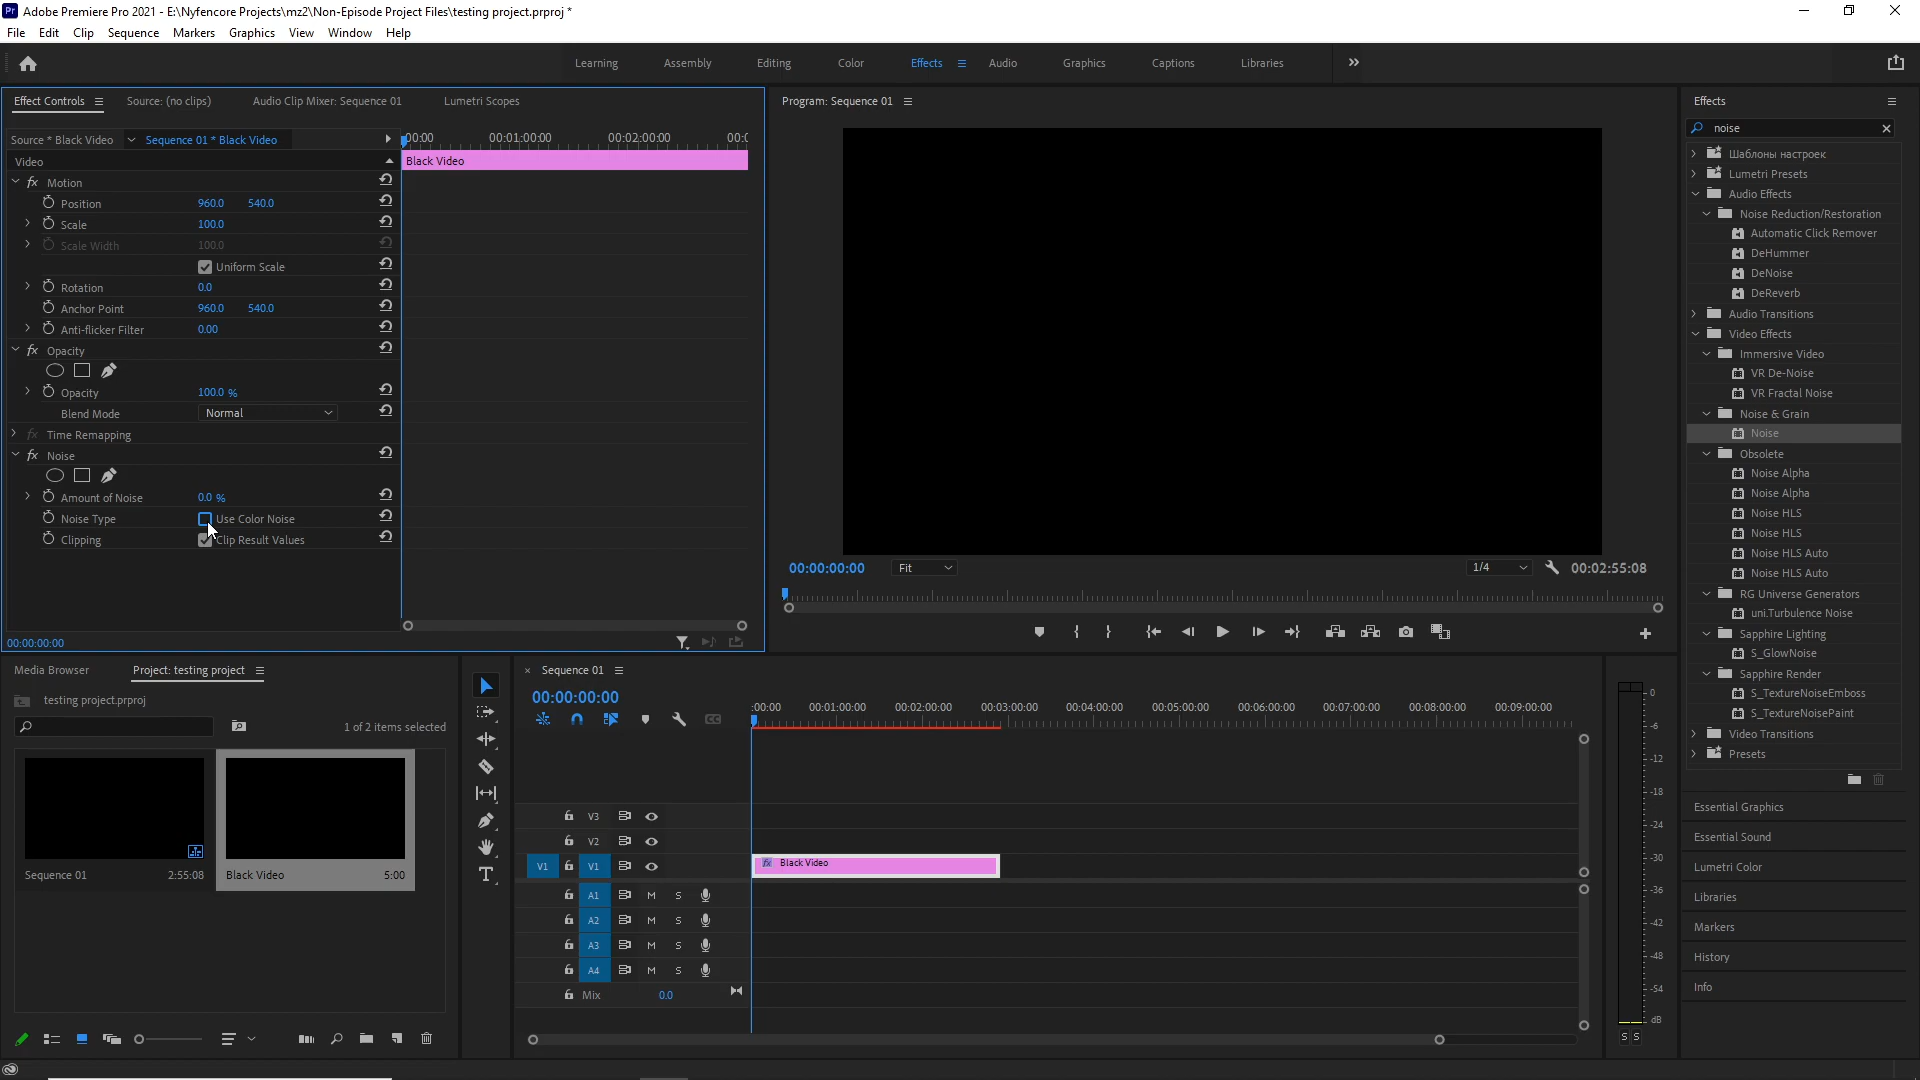 Pr Adobe Premiere Pro 2021 - E:\Nyfencore Projects\mz2\Non-Episode Project Files\testing project.prproj *
File Edit Clip Sequence Markers Graphics View Window Help
Learning Assembly Editing Color Effects Audio Graphics Captions Libraries
Effect Controls Source: (no clips) Audio Clip Mixer: Sequence 01 Lumetri Scopes
Source * Black Video Sequence 01 * Black Video
00:00 00:01:00:00 00:02:00:00 00:0
Video
Black Video
fx Motion
Position 960.0 540.0
Scale 100.0
Scale Width 100.0
Uniform Scale
Rotation 0.0
Anchor Point 960.0 540.0
Anti-flicker Filter 0.00
fx Opacity
Opacity 100.0 %
Blend Mode Normal
fx Time Remapping
fx Noise
Amount of Noise 0.0 %
Noise Type Use Color Noise
Clipping Clip Result Values
00:00:00:00
Program: Sequence 01
00:00:00:00 Fit 1/4 00:02:55:08
Effects
noise
Шаблоны настроек
Lumetri Presets
Audio Effects
Noise Reduction/Restoration
Automatic Click Remover
DeHummer
DeNoise
DeReverb
Audio Transitions
Video Effects
Immersive Video
VR De-Noise
VR Fractal Noise
Noise & Grain
Noise
Obsolete
Noise Alpha
Noise Alpha
Noise HLS
Noise HLS
Noise HLS Auto
Noise HLS Auto
RG Universe Generators
uni.Turbulence Noise
Sapphire Lighting
S_GlowNoise
Sapphire Render
S_TextureNoiseEmboss
S_TextureNoisePaint
Video Transitions
Presets
Essential Graphics
Essential Sound
Lumetri Color
Libraries
Markers
History
Info
Media Browser Project: testing project
testing project.prproj
1 of 2 items selected
Sequence 01 2:55:08
Black Video 5:00
Sequence 01
00:00:00:00
:00:00 00:01:00:00 00:02:00:00 00:03:00:00 00:04:00:00 00:05:00:00 00:06:00:00 00:07:00:00 00:08:00:00 00:09:00:00
V3
V2
V1 V1 fx Black Video
A1 M S
A2 M S
A3 M S
A4 M S
Mix 0.0
0
-6
-12
-18
-24
-30
-36
-42
-48
-54
dB
S S